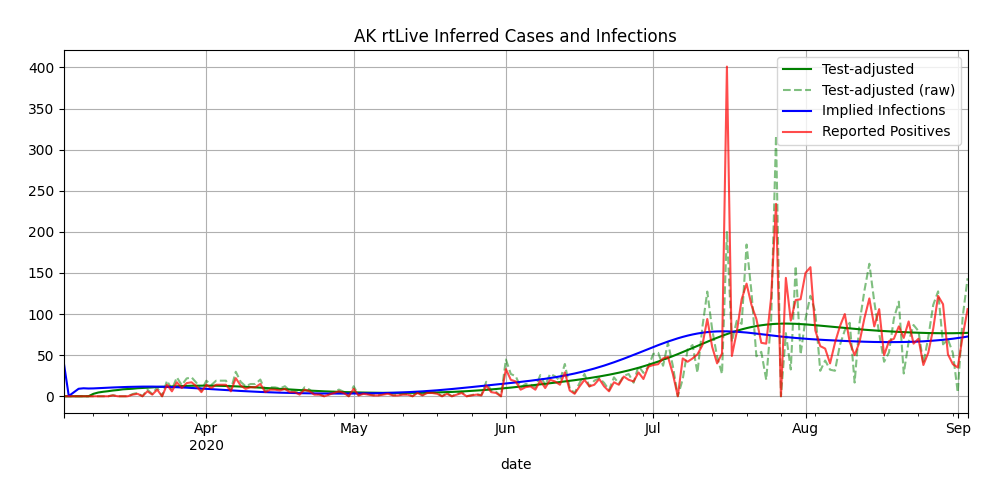 AK rtLive Inferred Cases and Infections
400
350
300
250
200
150
100
50
0
Test-adjusted
Test-adjusted (raw)
Implied Infections
Reported Positives
Apr
2020
May
Jun
Jul
Aug
Sep
date